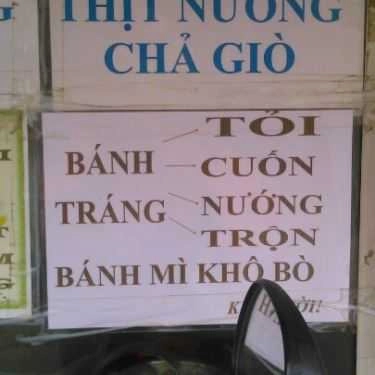 THỊT NƯỚNG
CHẢ GIÒ
BÁNH TRÁNG
TỎI
CUỐN
NƯỚNG
TRỘN
BÁNH MÌ KHÔ BÒ